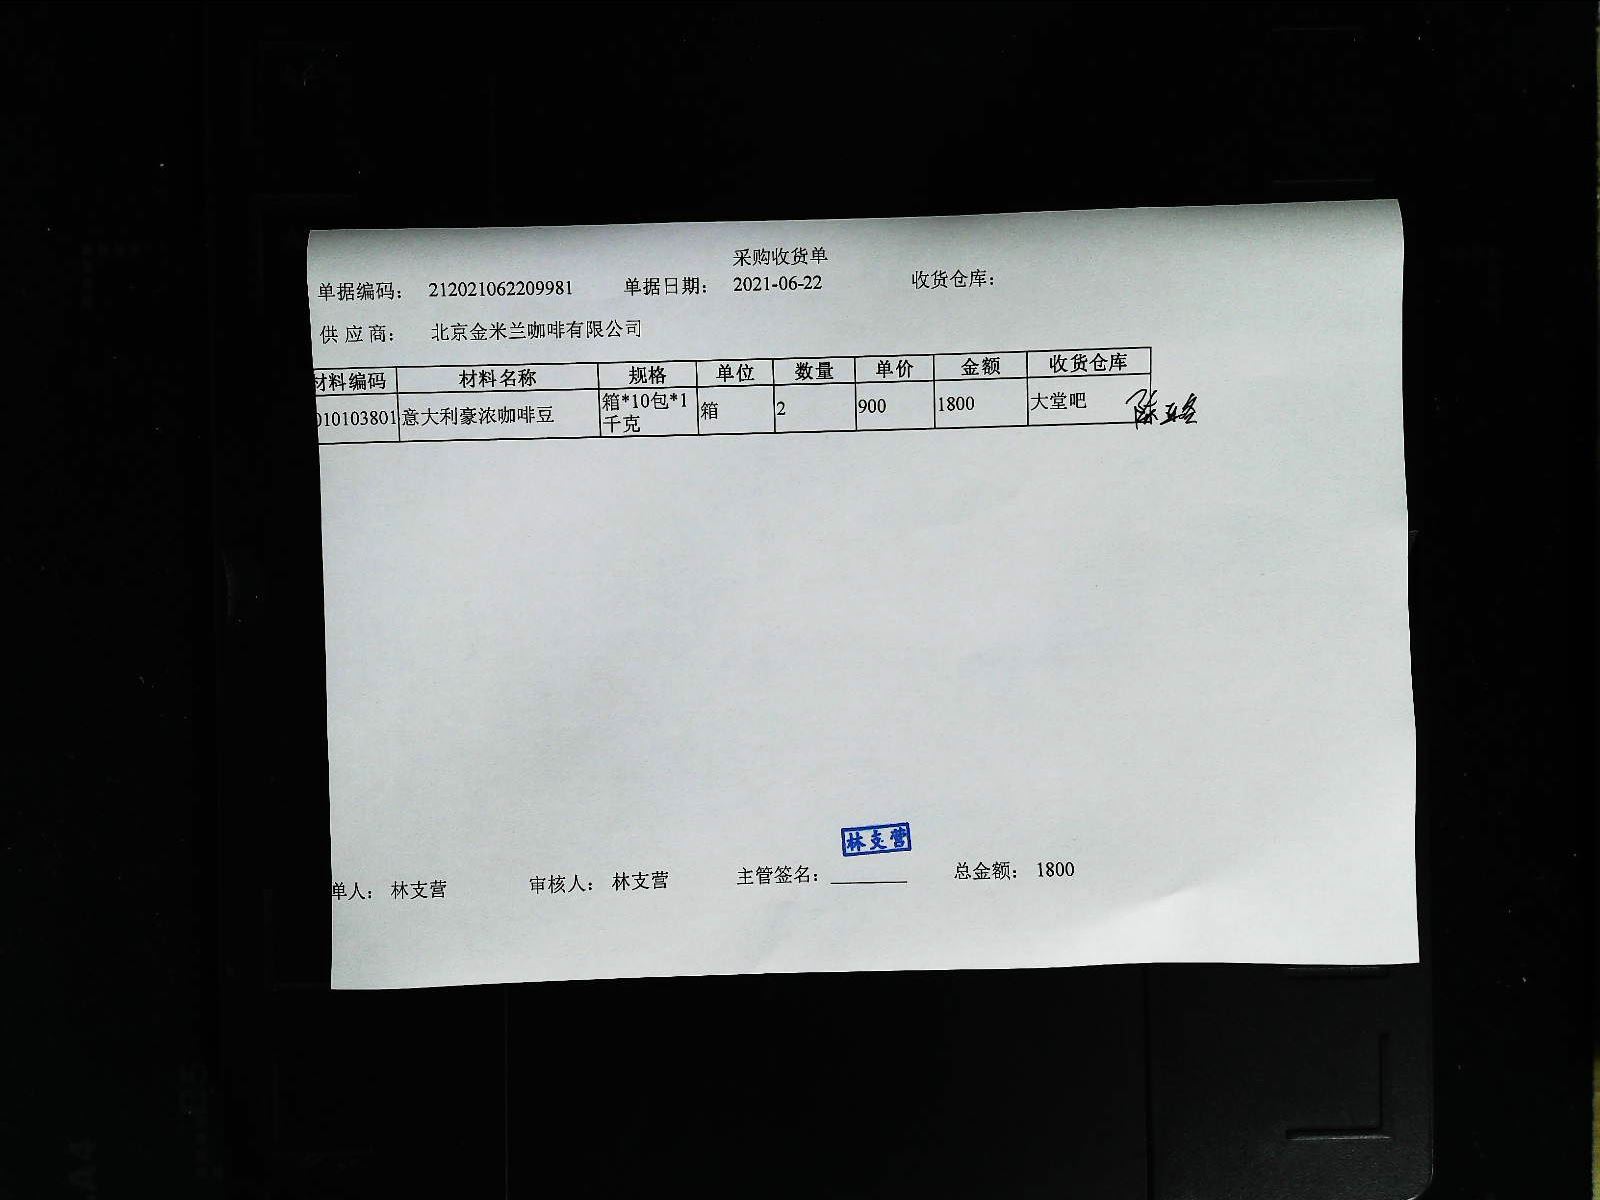 采购收货单
单据编码： 212021062209981 单据日期： 2021-06-22 收货仓库：
供 应 商： 北京金米兰咖啡有限公司
材料编码 材料名称 规格 单位 数量 单价 金额 收货仓库
010103801 意大利豪浓咖啡豆 箱*10包*1千克 箱 2 900 1800 大堂吧
林支营
单人： 林支营 审核人： 林支营 主管签名： 总金额： 1800